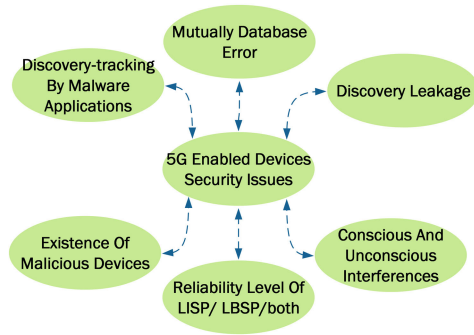 Mutually Database
Error
Discovery-tracking
By Malware
Applications
Discovery Leakage
5G Enabled Devices
Security Issues
Existence Of
Malicious Devices
Conscious And
Unconscious
Interferences
Reliability Level Of
LISP/ LBSP/both